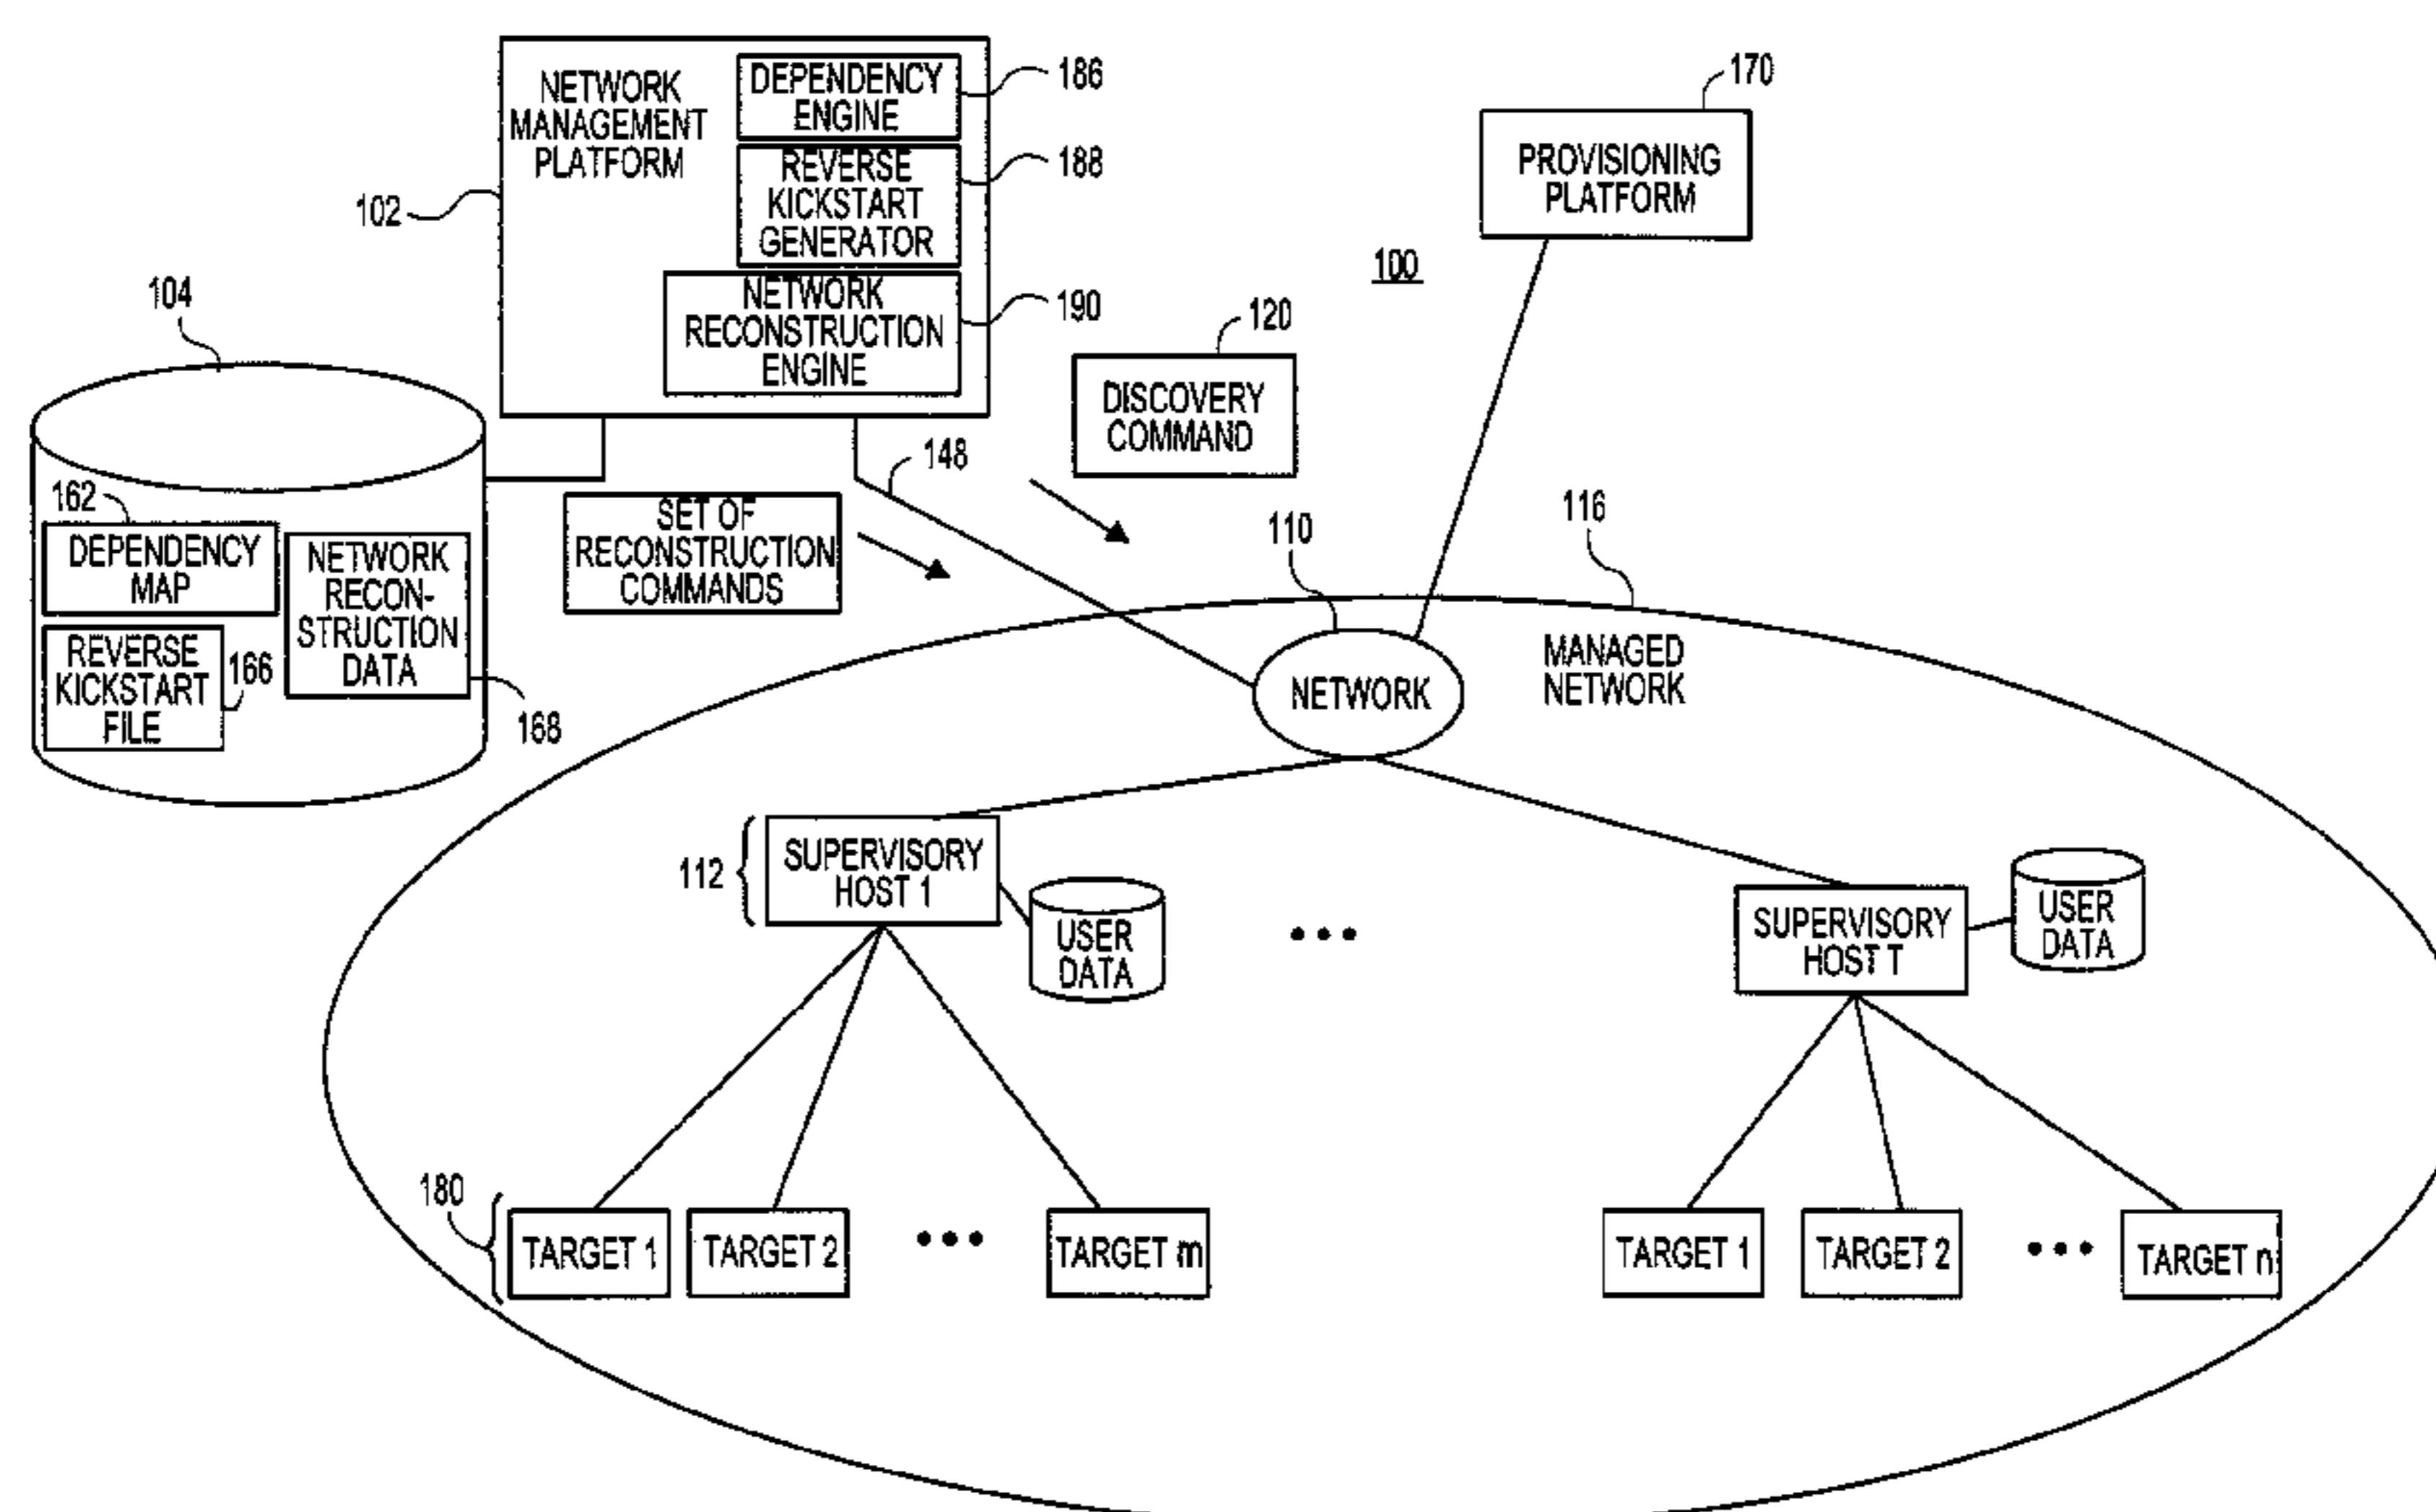 NETWORK
MANAGEMENT
PLATFORM
DEPENDENCY
ENGINE
186
REVERSE
KICKSTART
GENERATOR
188
NETWORK
RECONSTRUCTION
ENGINE
190
102
170
PROVISIONING
PLATFORM
100
104
120
DISCOVERY
COMMAND
148
162
DEPENDENCY
MAP
NETWORK
RECON-
STRUCTION
DATA
168
REVERSE
KICKSTART
FILE
166
SET OF
RECONSTRUCTION
COMMANDS
110
116
NETWORK
MANAGED
NETWORK
112
SUPERVISORY
HOST 1
USER
DATA
• • •
SUPERVISORY
HOST T
USER
DATA
180
TARGET 1
TARGET 2
• • •
TARGET m
TARGET 1
TARGET 2
• • •
TARGET n